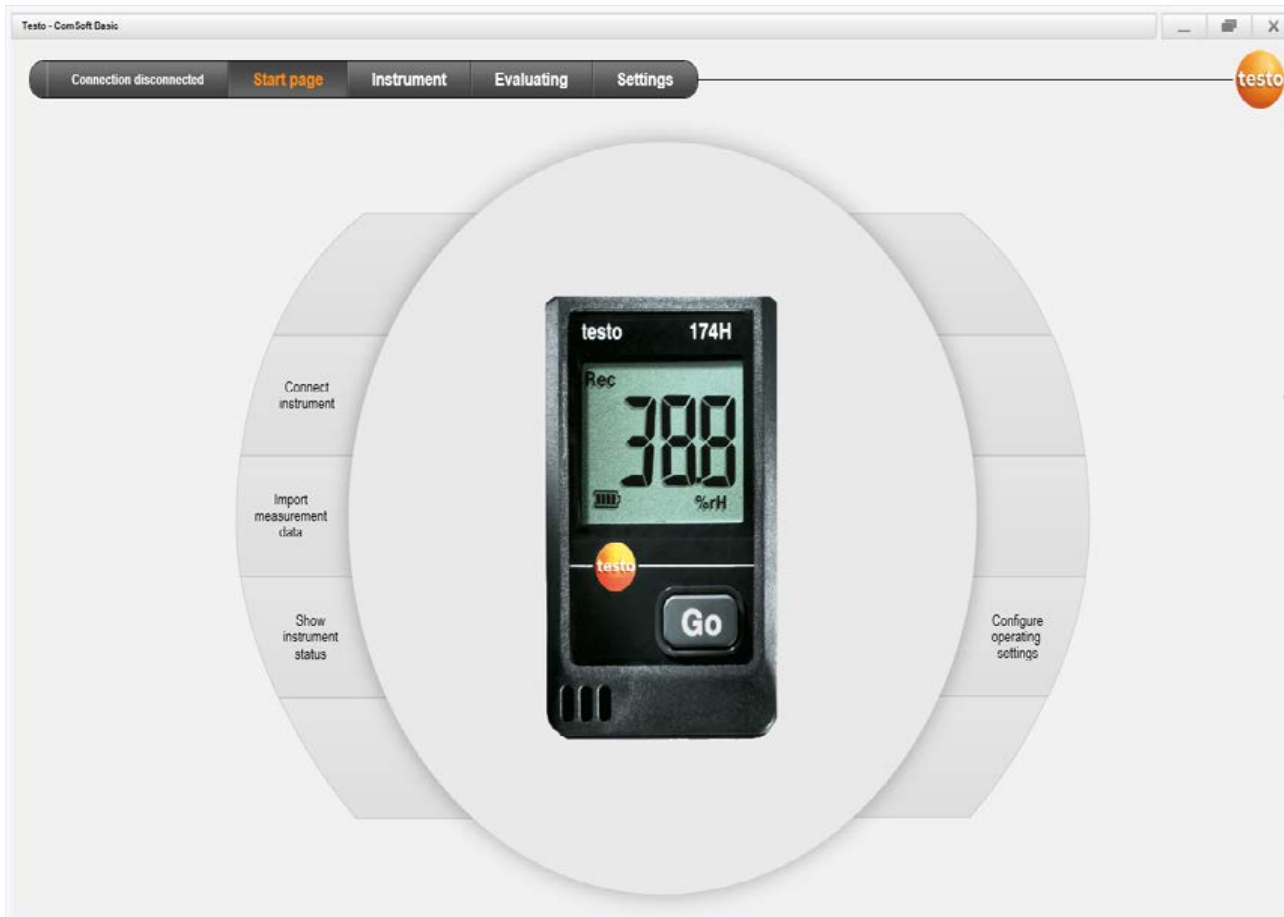 Testo - ComSoft Basic
X
Connection disconnected Start page Instrument Evaluating Settings
testo
testo 174H
Rec
38.8
%rH
testo
Go
Connect
instrument
Import
measurement
data
Show
instrument
status
Configure
operating
settings